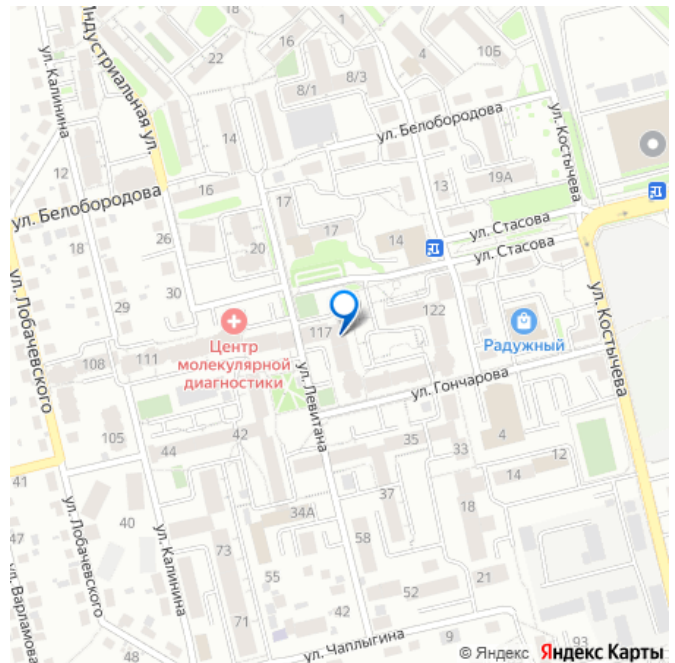 18
1
Индустриальная ул.
ул. Калинина
16
4
10Б
22
8/3
8/1
ул. Костычева
14
ул. Белобородова
12
13
19А
16
ул. Белобородова
17
17
ул. Стасова
14
26
18
20
ул. Стасова
ул. Лобачевского
30
29
122
117
ул. Костычева
Центр
молекулярной
диагностики
Радужный
111
108
ул. Левитана
ул. Гончарова
105
42
35
44
33
4
12
14
41
37
34А
18
ул. Лобачевского
40
ул. Калинина
47
73
58
55
52
21
ул. Варламова
71
42
93
ул. Чаплыгина
9
48
© Яндекс Яндекс Карты